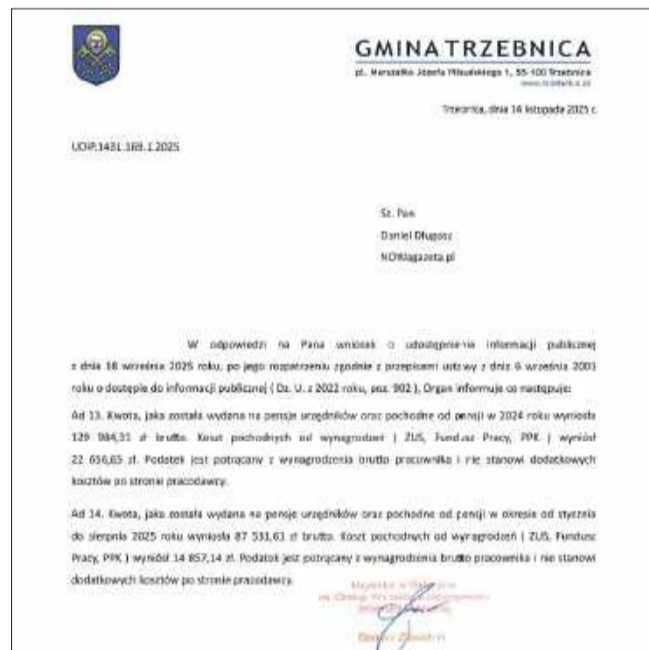 GMINA TRZEBNICA
pl. Marszałka Józefa Piłsudskiego 1, 55-100 Trzebnica
Trzebnica, dnia 14 listopada 2025 r.
UDIP.1431.169.1.2025
Sz. Pan
Daniel Długosz
NOWagazeta.pl
W odpowiedzi na Pana wniosek o udostępnienie informacji publicznej
z dnia 18 września 2025 roku, po jego rozpatrzeniu zgodnie z przepisami ustawy z dnia 6 września 2001
roku o dostępie do informacji publicznej ( Dz. U. z 2022 roku, poz. 902 ), Organ informuje co następuje:
Ad 13. Kwota, jaka została wydana na pensje urzędników oraz pochodne od pensji w 2024 roku wyniosła
129 984,31 zł brutto. Koszt pochodnych od wynagrodzeń ( ZUS, Fundusz Pracy, PPK ) wyniósł
22 656,65 zł. Podatek jest potrącany z wynagrodzenia brutto pracownika i nie stanowi dodatkowych
kosztów po stronie pracodawcy.
Ad 14. Kwota, jaka została wydana na pensje urzędników oraz pochodne od pensji w okresie od stycznia
do sierpnia 2025 roku wyniosła 87 531,61 zł brutto. Koszt pochodnych od wynagrodzeń ( ZUS, Fundusz
Pracy, PPK ) wyniósł 14 857,14 zł. Podatek jest potrącany z wynagrodzenia brutto pracownika i nie stanowi
dodatkowych kosztów po stronie pracodawcy.